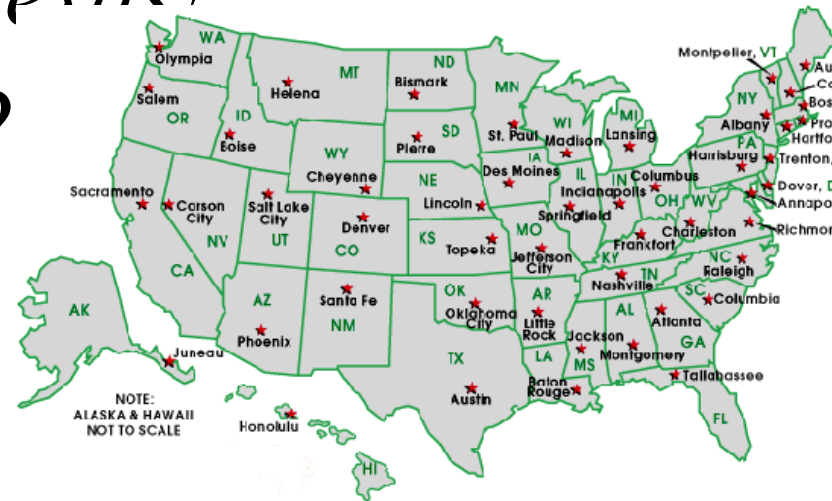 WA
Olympia
Montpelier, VT
MT
ND
MN
Helena
Bismark
Salem
OR
ID
NY
Albany
WI
MI
SD
St. Paul
Madison
Lansing
Boise
Pierre
PA
Harrisburg
Trenton,
WY
IA
Des Moines
Cheyenne
NE
Lincoln
Columbus
Indianapolis
IN
IL
OH
Dover, D
Sacramento
Carson
City
Salt Lake
City
Denver
Springfield
WV
Annapo
NV
UT
CO
KS
Topeka
MO
Jefferson
City
Frankfort
Charleston
Richmon
KY
CA
NC
Raleigh
Nashville
TN
AK
AZ
Santa Fe
OK
Oklahoma
City
AR
SC
Columbia
Phoenix
NM
Little
Rock
AL
Atlanta
Jackson
GA
Juneau
TX
LA
MS
Montgomery
Austin
Baton
Rouge
Tallahassee
NOTE:
ALASKA & HAWAII
NOT TO SCALE
FL
Honolulu
HI